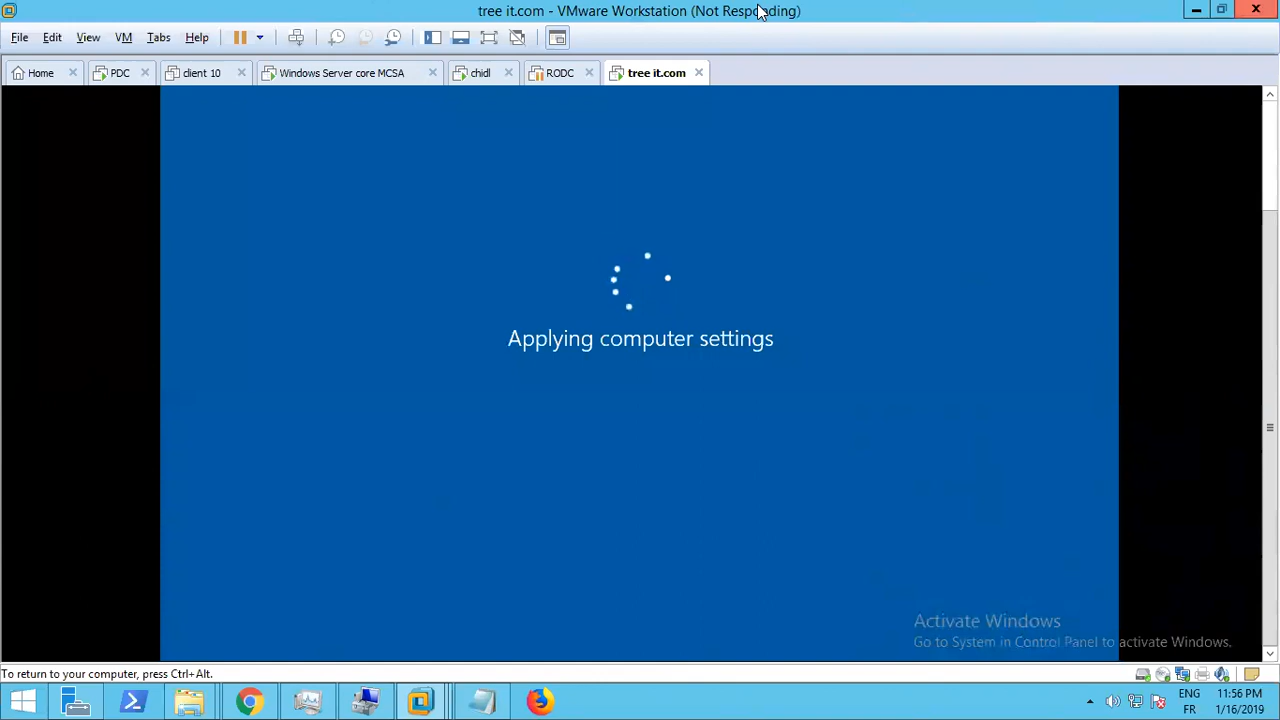 tree it.com - VMware Workstation (Not Responding)
File Edit View VM Tabs Help
Home PDC client 10 Windows Server core MCSA chidl RODC tree it.com
Applying computer settings
Activate Windows
Go to System in Control Panel to activate Windows.
To return to your computer, press Ctrl+Alt.
ENG 11:56 PM
FR 1/16/2019